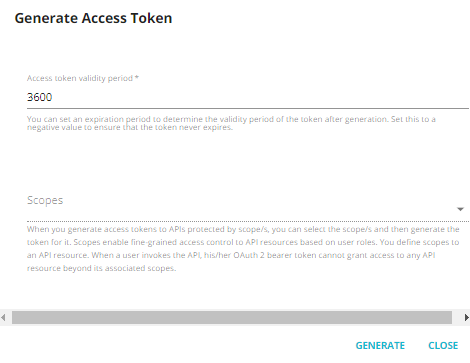 Generate Access Token
Access token validity period *
3600
You can set an expiration period to determine the validity period of the token after generation. Set this to a
negative value to ensure that the token never expires.
Scopes
When you generate access tokens to APIs protected by scope/s, you can select the scope/s and then generate the
token for it. Scopes enable fine-grained access control to API resources based on user roles. You define scopes to
an API resource. When a user invokes the API, his/her OAuth 2 bearer token cannot grant access to any API
resource beyond its associated scopes.
GENERATE CLOSE